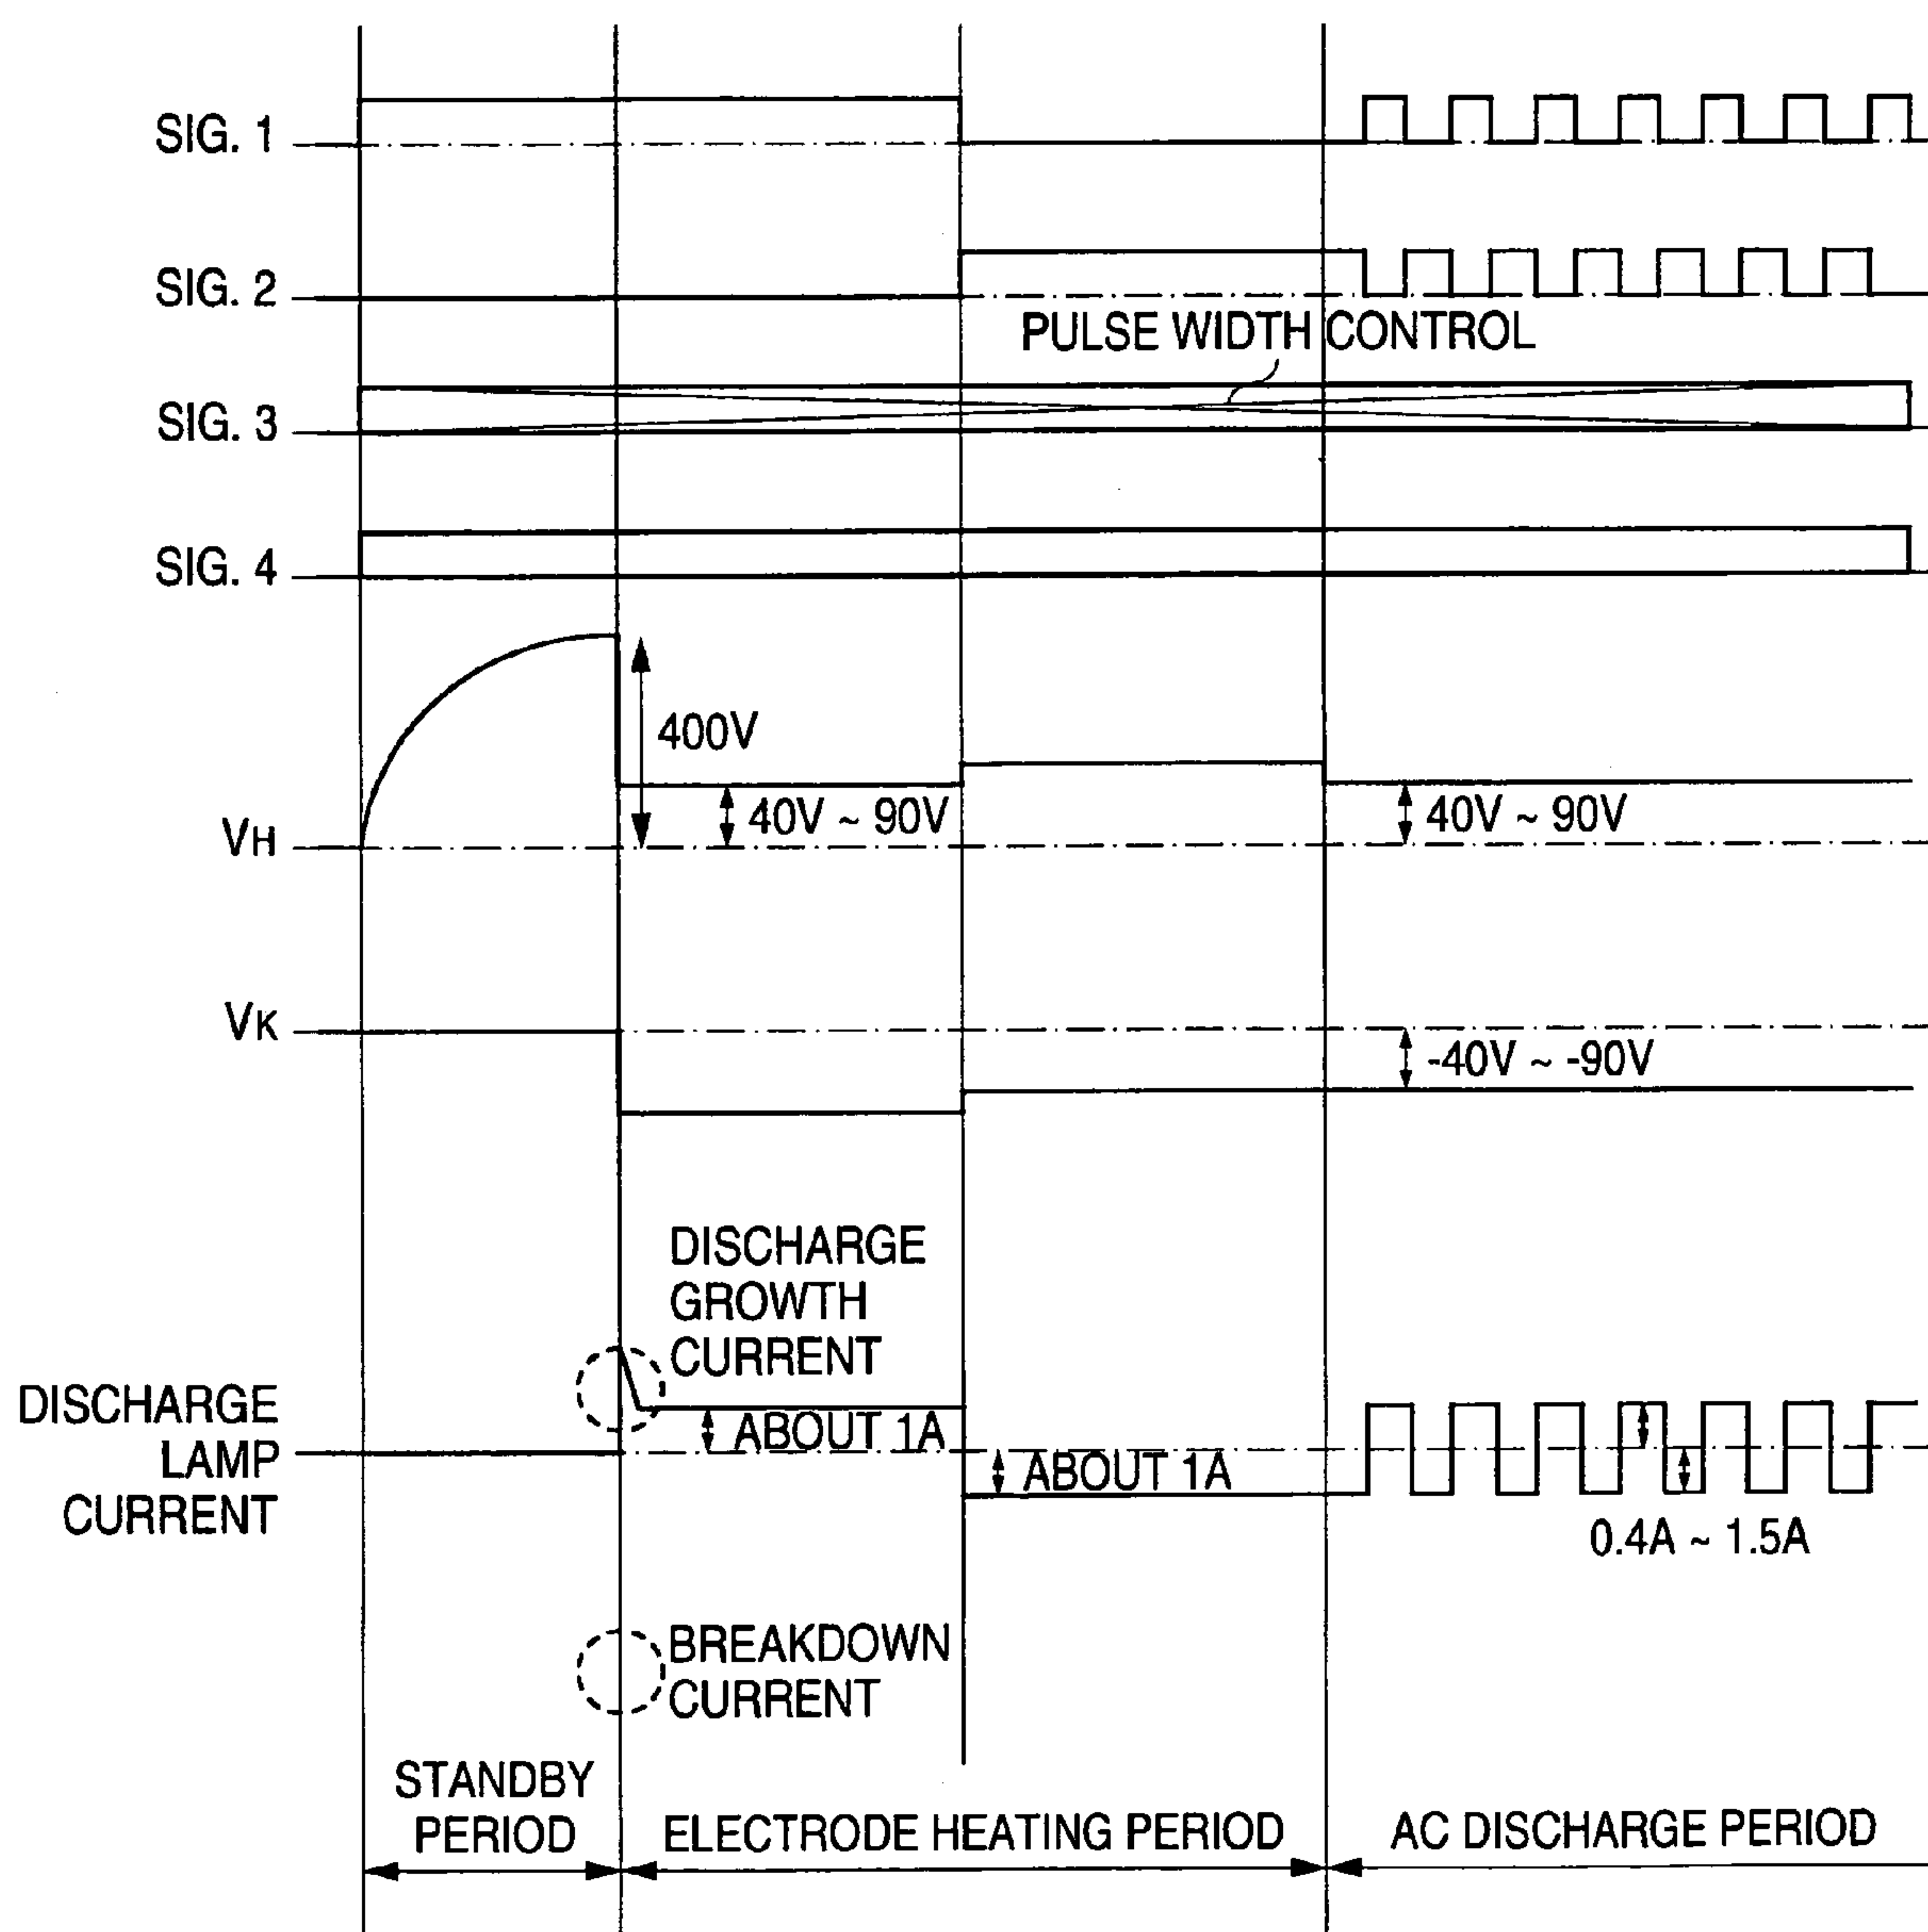 SIG. 1
SIG. 2
PULSE WIDTH CONTROL
SIG. 3
SIG. 4
400V
40V ~ 90V
40V ~ 90V
VH
VK
-40V ~ -90V
DISCHARGE
GROWTH
CURRENT
DISCHARGE
LAMP
CURRENT
ABOUT 1A
ABOUT 1A
0.4A ~ 1.5A
BREAKDOWN
CURRENT
STANDBY
PERIOD
ELECTRODE HEATING PERIOD
AC DISCHARGE PERIOD